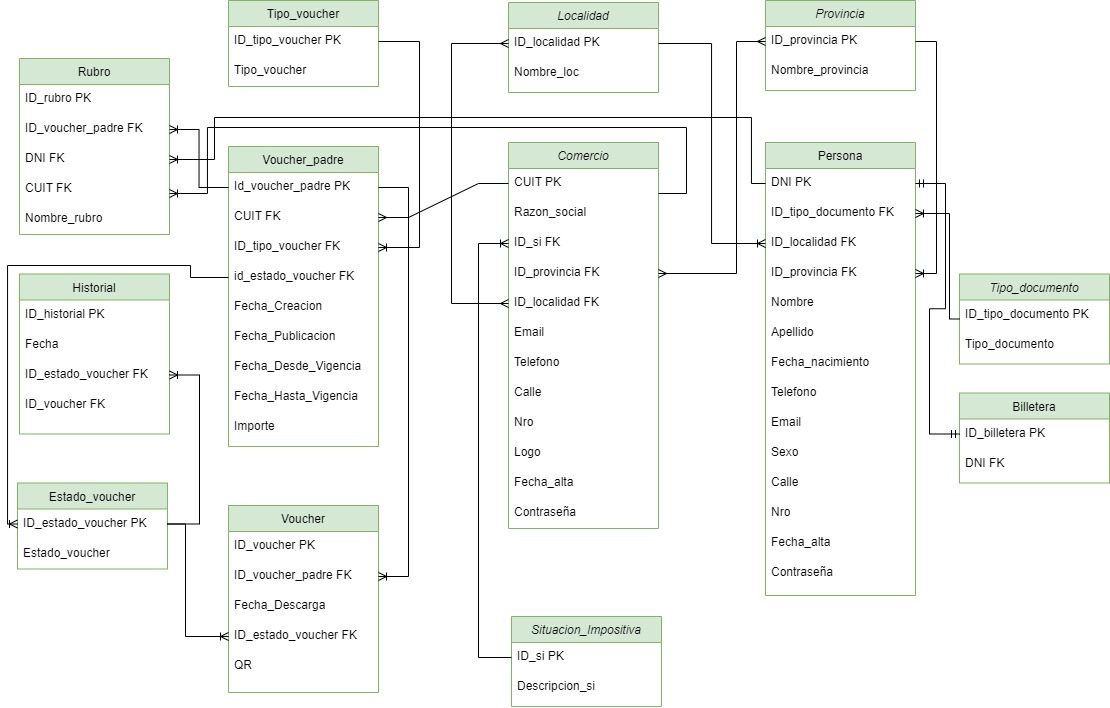 Tipo_voucher
ID_tipo_voucher PK
Tipo_voucher
Localidad
ID_localidad PK
Nombre_loc
Provincia
ID_provincia PK
Nombre_provincia
Rubro
ID_rubro PK
ID_voucher_padre FK
DNI FK
CUIT FK
Nombre_rubro
Voucher_padre
Id_voucher_padre PK
CUIT FK
ID_tipo_voucher FK
id_estado_voucher FK
Fecha_Creacion
Fecha_Publicacion
Fecha_Desde_Vigencia
Fecha_Hasta_Vigencia
Importe
Comercio
CUIT PK
Razon_social
ID_si FK
ID_provincia FK
ID_localidad FK
Email
Telefono
Calle
Nro
Logo
Fecha_alta
Contraseña
Persona
DNI PK
ID_tipo_documento FK
ID_localidad FK
ID_provincia FK
Nombre
Apellido
Fecha_nacimiento
Telefono
Email
Sexo
Calle
Nro
Fecha_alta
Contraseña
Historial
ID_historial PK
Fecha
ID_estado_voucher FK
ID_voucher FK
Tipo_documento
ID_tipo_documento PK
Tipo_documento
Billetera
ID_billetera PK
DNI FK
Estado_voucher
ID_estado_voucher PK
Estado_voucher
Voucher
ID_voucher PK
ID_voucher_padre FK
Fecha_Descarga
ID_estado_voucher FK
QR
Situacion_Impositiva
ID_si PK
Descripcion_si